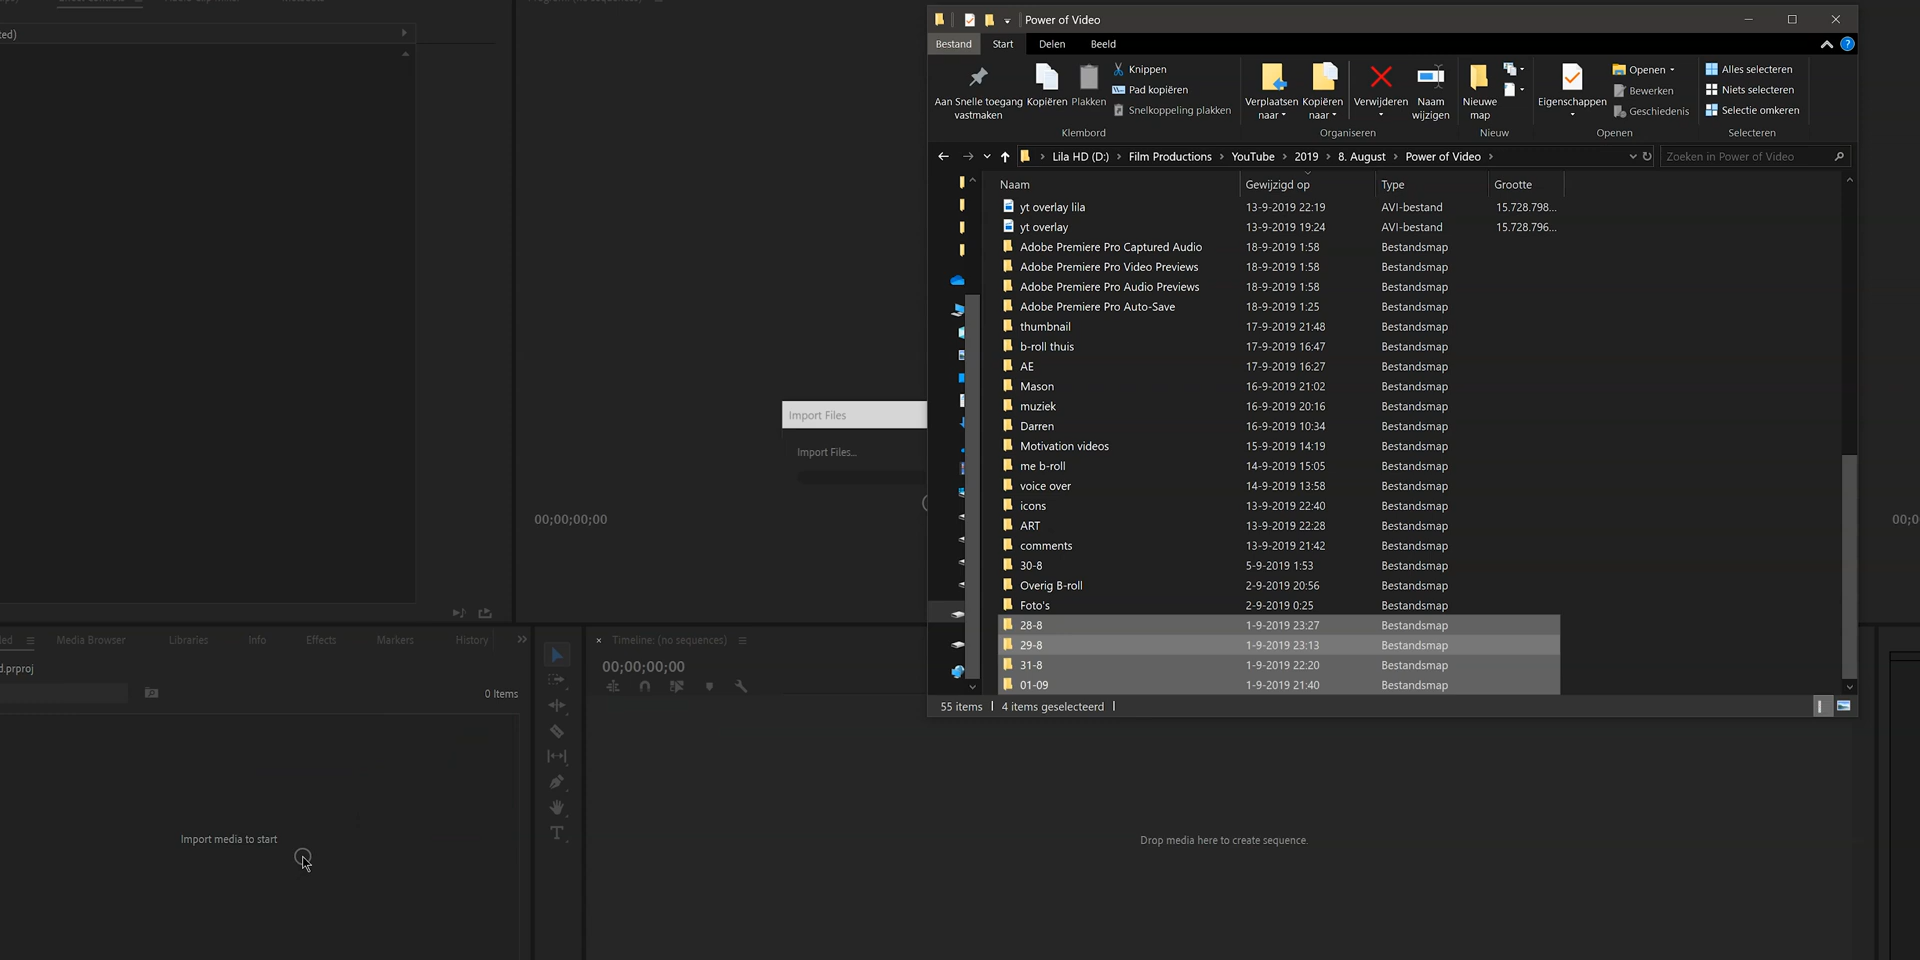 Power of Video
Bestand Start Delen Beeld
Aan Snelle toegang vastmaken
Kopiëren
Plakken
Knippen
Pad kopiëren
Snelkoppeling plakken
Klembord
Verplaatsen naar
Kopiëren naar
Verwijderen
Naam wijzigen
Organiseren
Nieuwe map
Nieuw
Eigenschappen
Openen
Bewerken
Geschiedenis
Openen
Alles selecteren
Niets selecteren
Selectie omkeren
Selecteren
Lila HD (D:) Film Productions YouTube 2019 8. August Power of Video
Zoeken in Power of Video
Naam Gewijzigd op Type Grootte
yt overlay lila 13-9-2019 22:19 AVI-bestand 15.728.798...
yt overlay 13-9-2019 19:24 AVI-bestand 15.728.796...
Adobe Premiere Pro Captured Audio 18-9-2019 1:58 Bestandsmap
Adobe Premiere Pro Video Previews 18-9-2019 1:58 Bestandsmap
Adobe Premiere Pro Audio Previews 18-9-2019 1:58 Bestandsmap
Adobe Premiere Pro Auto-Save 18-9-2019 1:25 Bestandsmap
thumbnail 17-9-2019 21:48 Bestandsmap
b-roll thuis 17-9-2019 16:47 Bestandsmap
AE 17-9-2019 16:27 Bestandsmap
Mason 16-9-2019 21:02 Bestandsmap
muziek 16-9-2019 20:16 Bestandsmap
Darren 16-9-2019 10:34 Bestandsmap
Motivation videos 15-9-2019 14:19 Bestandsmap
me b-roll 14-9-2019 15:05 Bestandsmap
voice over 14-9-2019 13:58 Bestandsmap
icons 13-9-2019 22:40 Bestandsmap
ART 13-9-2019 22:28 Bestandsmap
comments 13-9-2019 21:42 Bestandsmap
30-8 5-9-2019 1:53 Bestandsmap
Overig B-roll 2-9-2019 20:56 Bestandsmap
Foto's 2-9-2019 0:25 Bestandsmap
28-8 1-9-2019 23:27 Bestandsmap
29-8 1-9-2019 23:13 Bestandsmap
31-8 1-9-2019 22:20 Bestandsmap
01-09 1-9-2019 21:40 Bestandsmap
55 items 4 items geselecteerd
ted)
Import Files
Import Files...
00;00;00;00
00;0
led Media Browser Libraries Info Effects Markers History
d.prproj
0 Items
Import media to start
× Timeline: (no sequences)
00;00;00;00
Drop media here to create sequence.